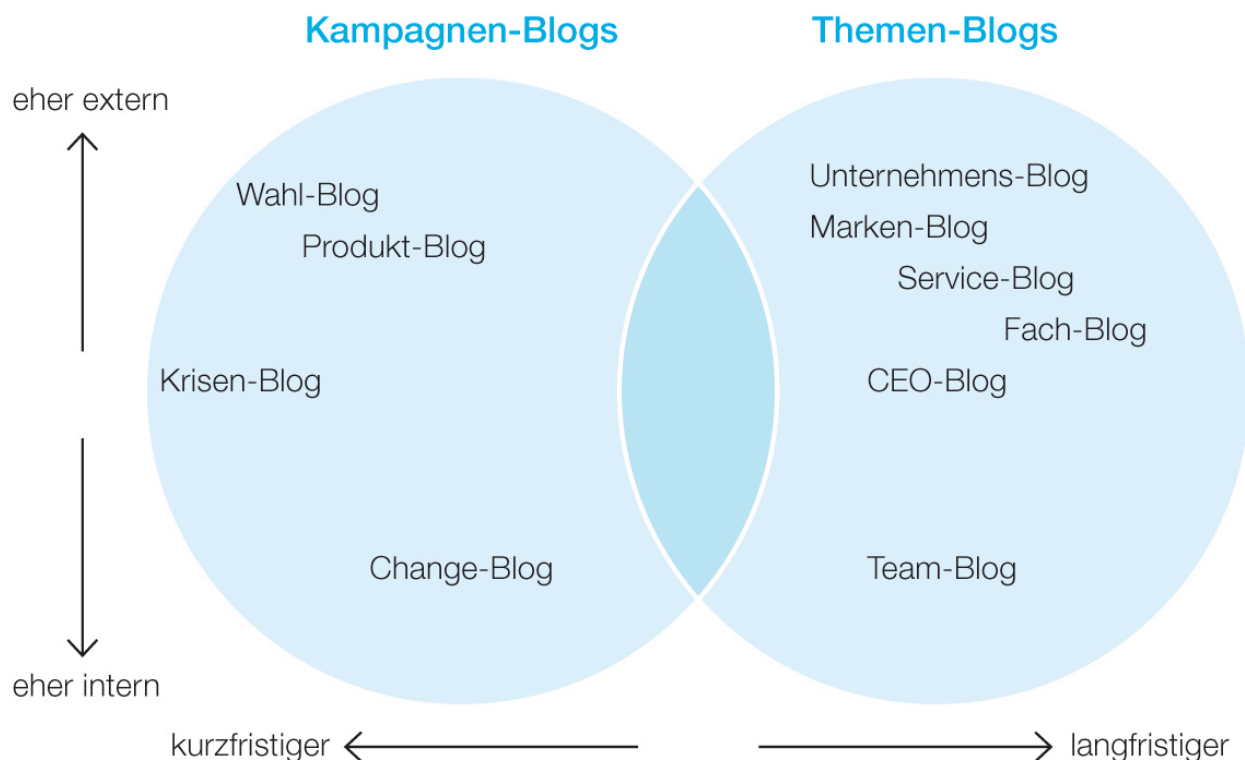 Kampagnen-Blogs
Themen-Blogs
eher extern
Wahl-Blog
Produkt-Blog
Krisen-Blog
Change-Blog
Unternehmens-Blog
Marken-Blog
Service-Blog
Fach-Blog
CEO-Blog
Team-Blog
eher intern
kurzfristiger
langfristiger